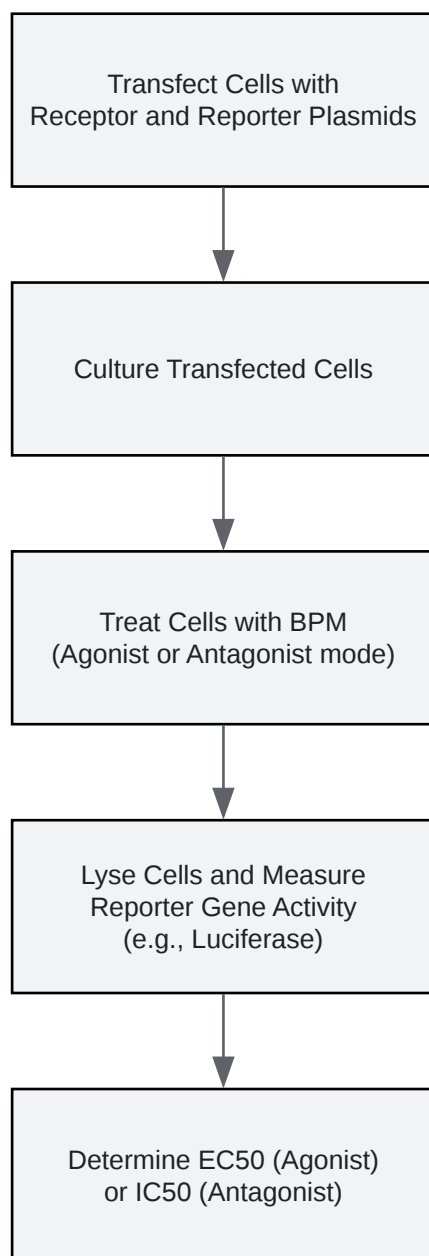 Transfect Cells with
Receptor and Reporter Plasmids
Culture Transfected Cells
Treat Cells with BPM
(Agonist or Antagonist mode)
Lyse Cells and Measure
Reporter Gene Activity
(e.g., Luciferase)
Determine EC50 (Agonist)
or IC50 (Antagonist)